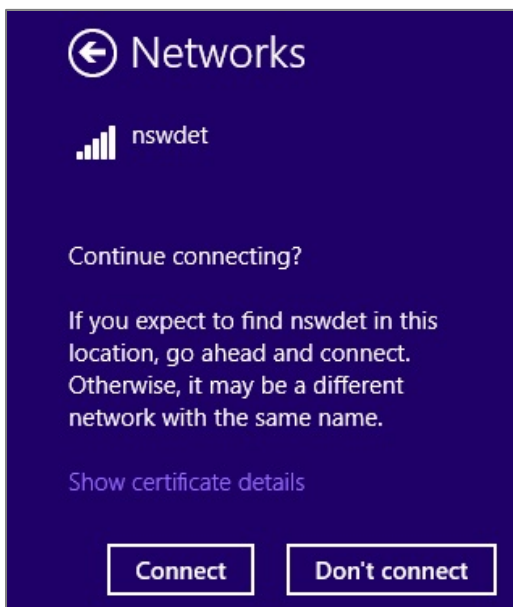 Networks
nswdet
Continue connecting?
If you expect to find nswdet in this
location, go ahead and connect.
Otherwise, it may be a different
network with the same name.
Show certificate details
Connect Don't connect